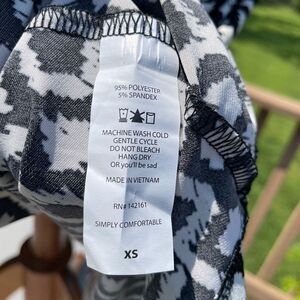 95% POLYESTER
5% SPANDEX
MACHINE WASH COLD
GENTLE CYCLE
DO NOT BLEACH
HANG DRY
OR you'll be sad
MADE IN VIETNAM
RN# 142161
SIMPLY COMFORTABLE
XS